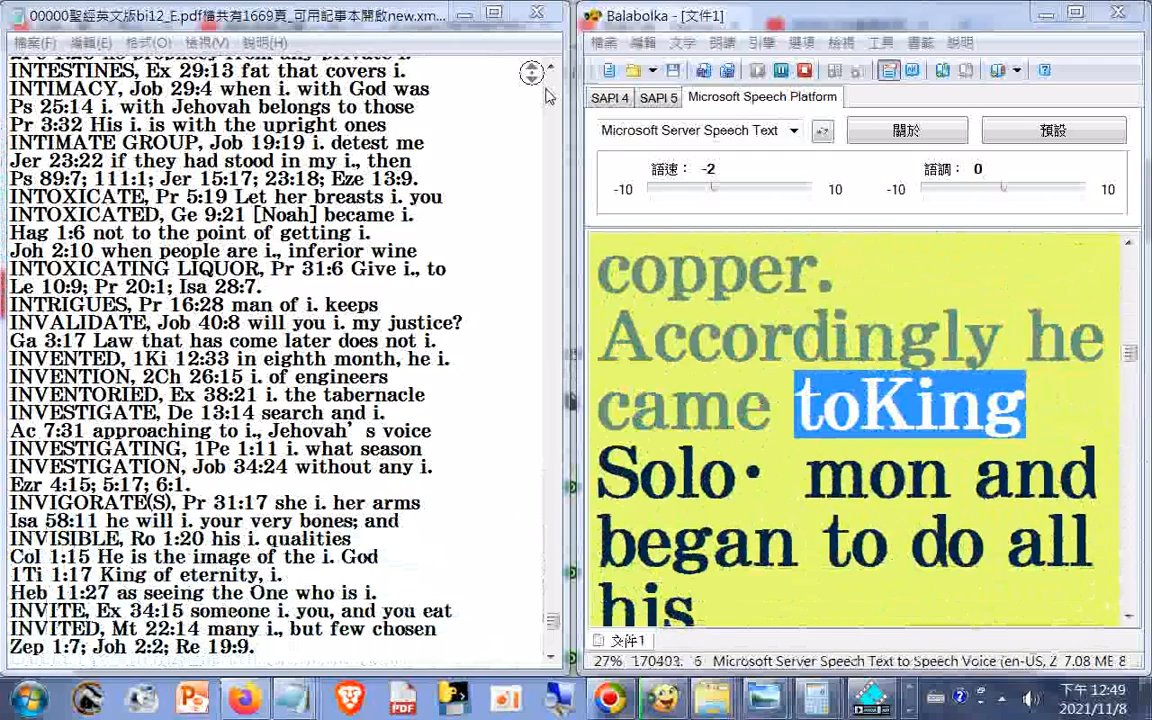 00000聖經英文版bi12_E.pdf檔共有1669頁_可用記事本開啟new.xm...
檔案(F) 編輯(E) 格式(O) 檢視(V) 說明(H)
INTESTINES, Ex 29:13 fat that covers i.
INTIMACY, Job 29:4 when i. with God was
Ps 25:14 i. with Jehovah belongs to those
Pr 3:32 His i. is with the upright ones
INTIMATE GROUP, Job 19:19 i. detest me
Jer 23:22 if they had stood in my i., then
Ps 89:7; 111:1; Jer 15:17; 23:18; Eze 13:9.
INTOXICATE, Pr 5:19 Let her breasts i. you
INTOXICATED, Ge 9:21 [Noah] became i.
Hag 1:6 not to the point of getting i.
Joh 2:10 when people are i., inferior wine
INTOXICATING LIQUOR, Pr 31:6 Give i., to
Le 10:9; Pr 20:1; Isa 28:7.
INTRIGUES, Pr 16:28 man of i. keeps
INVALIDATE, Job 40:8 will you i. my justice?
Ga 3:17 Law that has come later does not i.
INVENTED, 1Ki 12:33 in eighth month, he i.
INVENTION, 2Ch 26:15 i. of engineers
INVENTORIED, Ex 38:21 i. the tabernacle
INVESTIGATE, De 13:14 search and i.
Ac 7:31 approaching to i., Jehovah’s voice
INVESTIGATING, 1Pe 1:11 i. what season
INVESTIGATION, Job 34:24 without any i.
Ezr 4:15; 5:17; 6:1.
INVIGORATE(S), Pr 31:17 she i. her arms
Isa 58:11 he will i. your very bones; and
INVISIBLE, Ro 1:20 his i. qualities
Col 1:15 He is the image of the i. God
1Ti 1:17 King of eternity, i.
Heb 11:27 as seeing the One who is i.
INVITE, Ex 34:15 someone i. you, and you eat
INVITED, Mt 22:14 many i., but few chosen
Zep 1:7; Joh 2:2; Re 19:9.
Balabolka - [文件1]
檔案 編輯 文字 朗讀 引擎 選項 檢視 工具 書籤 說明
SAPI 4 SAPI 5 Microsoft Speech Platform
Microsoft Server Speech Text 關於 預設
語速： -2 語調： 0
-10 10 -10 10
copper.
Accordingly he
came toKing
Solo· mon and
began to do all
his
文件1
27% 170403. 6 Microsoft Server Speech Text to Speech Voice (en-US, Z 7.08 ME 8
PDF
下午 12:49
2021/11/8